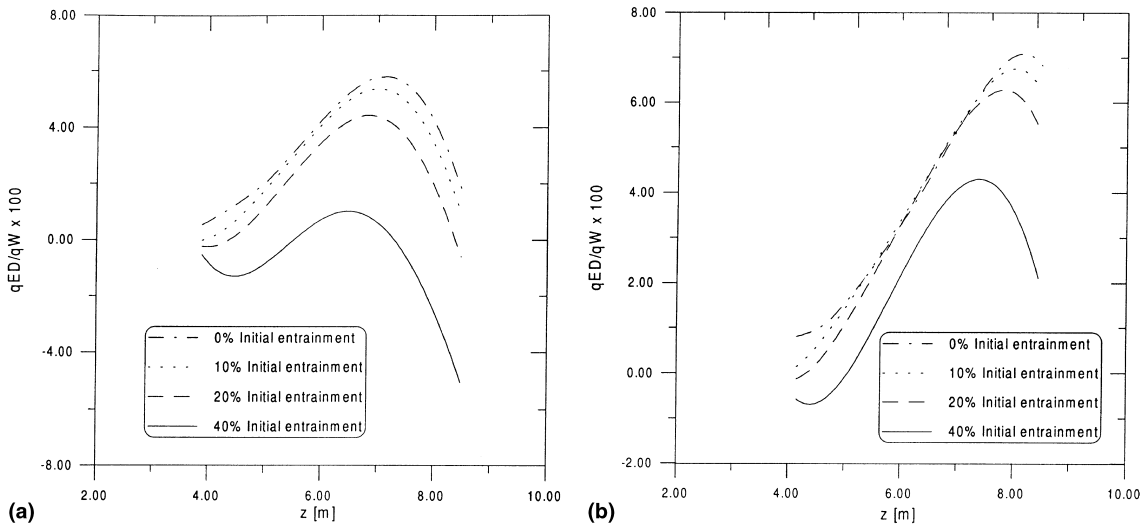 8.00
4.00
0.00
-4.00
-8.00
qED/qW x 100
0% Initial entrainment
10% Initial entrainment
20% Initial entrainment
40% Initial entrainment
2.00 4.00 6.00 8.00 10.00
z [m]
(a)
8.00
6.00
4.00
2.00
0.00
-2.00
qED/qW x 100
0% Initial entrainment
10% Initial entrainment
20% Initial entrainment
40% Initial entrainment
2.00 4.00 6.00 8.00 10.00
z [m]
(b)